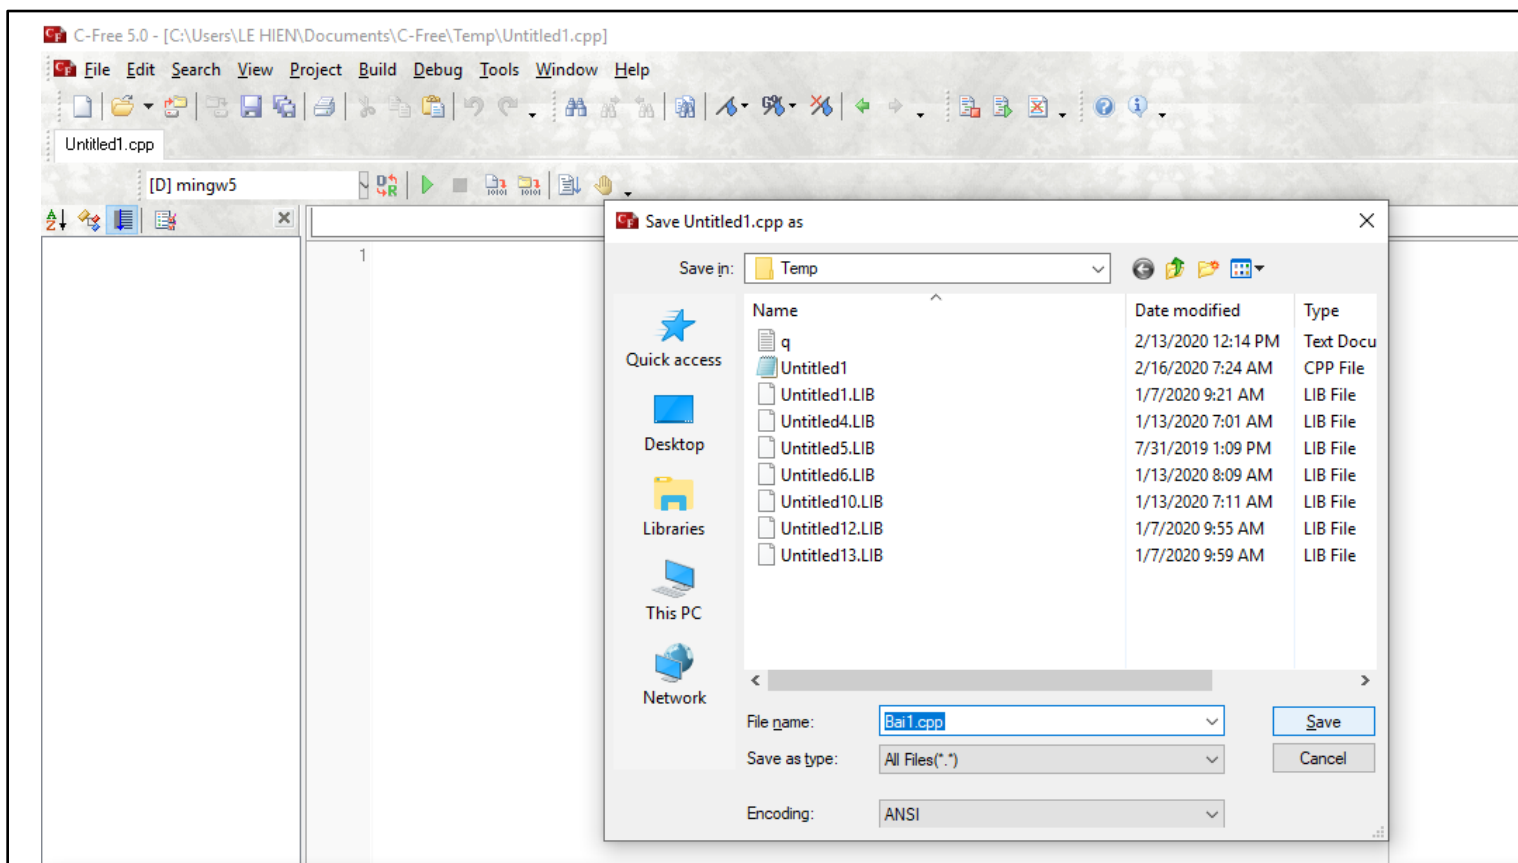 C-Free 5.0 - [C:\Users\LE HIEN\Documents\C-Free\Temp\Untitled1.cpp]
File Edit Search View Project Build Debug Tools Window Help
Untitled1.cpp
[D] mingw5
1
Save Untitled1.cpp as
Save in: Temp
Name Date modified Type
q 2/13/2020 12:14 PM Text Docu
Untitled1 2/16/2020 7:24 AM CPP File
Untitled1.LIB 1/7/2020 9:21 AM LIB File
Untitled4.LIB 1/13/2020 7:01 AM LIB File
Untitled5.LIB 7/31/2019 1:09 PM LIB File
Untitled6.LIB 1/13/2020 8:09 AM LIB File
Untitled10.LIB 1/13/2020 7:11 AM LIB File
Untitled12.LIB 1/7/2020 9:55 AM LIB File
Untitled13.LIB 1/7/2020 9:59 AM LIB File
Quick access
Desktop
Libraries
This PC
Network
File name: Bai1.cpp Save
Save as type: All Files(*.*) Cancel
Encoding: ANSI